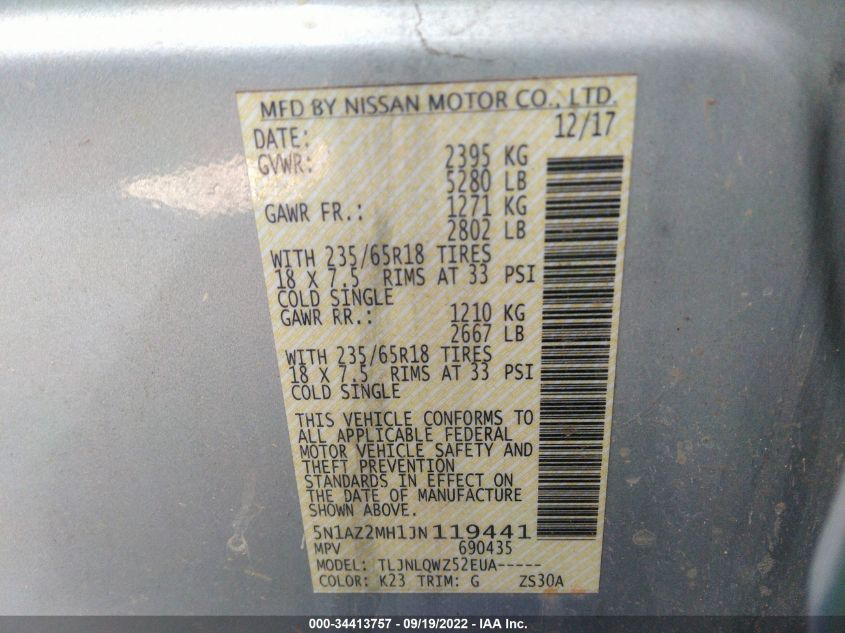 MFD BY NISSAN MOTOR CO., LTD.
DATE: 12/17
GVWR: 2395 KG
5280 LB
GAWR FR.: 1271 KG
2802 LB
WITH 235/65R18 TIRES
18 X 7.5 RIMS AT 33 PSI
COLD SINGLE
GAWR RR.: 1210 KG
2667 LB
WITH 235/65R18 TIRES
18 X 7.5 RIMS AT 33 PSI
COLD SINGLE
THIS VEHICLE CONFORMS TO
ALL APPLICABLE FEDERAL
MOTOR VEHICLE SAFETY AND
THEFT PREVENTION
STANDARDS IN EFFECT ON
THE DATE OF MANUFACTURE
SHOWN ABOVE.
5N1AZ2MH1JN119441
MPV 690435
MODEL: TLJNLQWZ52EUA-----
COLOR: K23 TRIM: G ZS30A
000-34413757 - 09/19/2022 - IAA Inc.